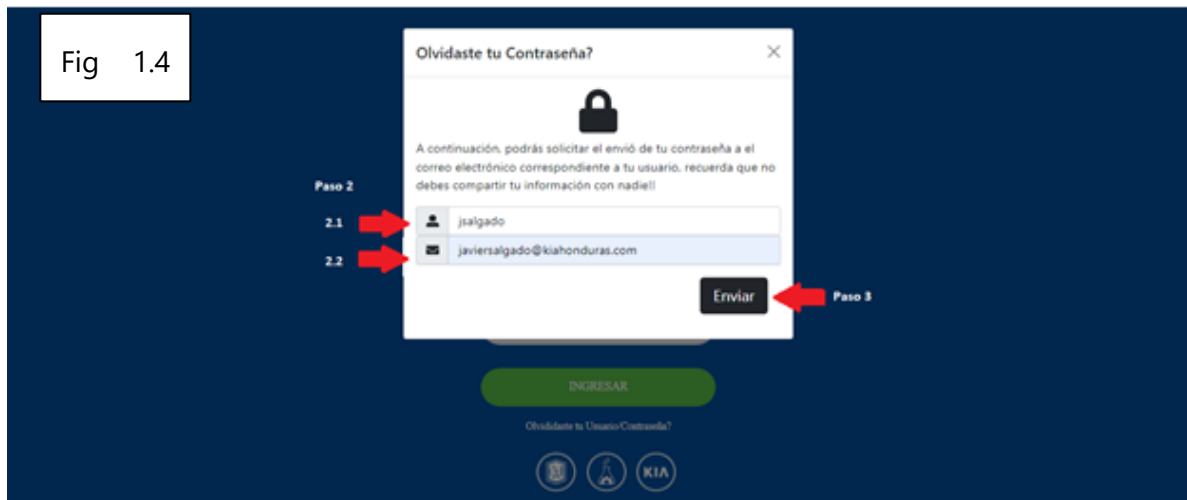 Fig 1.4
Olvidaste tu Contraseña?
A continuación, podrás solicitar el envió de tu contraseña a el
correo electrónico correspondiente a tu usuario, recuerda que no
debes compartir tu información con nadie!!
Paso 2
2.1
jsalgado
2.2
javiersalgado@kiahonduras.com
Enviar
Paso 3
INGRESAR
Olvidaste tu Usuario/Contraseña?
KIA